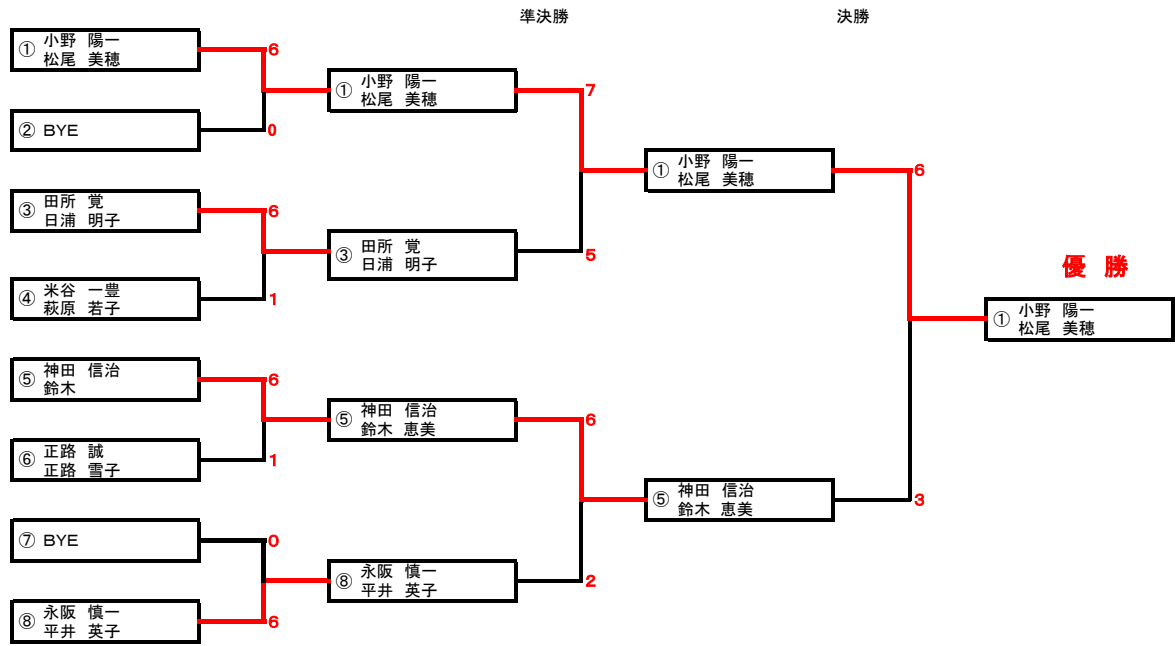 準決勝
決勝
① 小野 陽一
松尾 美穂
6
② BYE
0
③ 田所 覚
日浦 明子
6
④ 米谷 一豊
萩原 若子
1
⑤ 神田 信治
鈴木
6
⑥ 正路 誠
正路 雪子
1
⑦ BYE
0
⑧ 永阪 慎一
平井 英子
6
① 小野 陽一
松尾 美穂
7
③ 田所 覚
日浦 明子
5
⑤ 神田 信治
鈴木 恵美
6
⑧ 永阪 慎一
平井 英子
2
① 小野 陽一
松尾 美穂
6
⑤ 神田 信治
鈴木 恵美
3
優 勝
① 小野 陽一
松尾 美穂